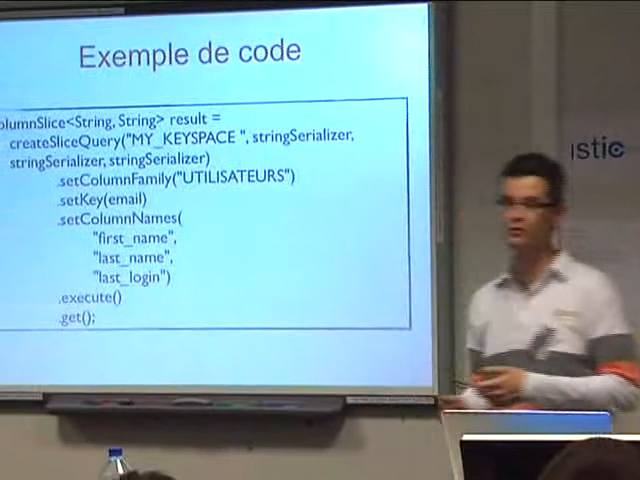 Exemple de code
olumnSlice<String, String> result =
createSliceQuery("MY_KEYSPACE ", stringSerializer,
stringSerializer, stringSerializer)
.setColumnFamily("UTILISATEURS")
.setKey(email)
.setColumnNames(
"first_name",
"last_name",
"last_login")
.execute()
.get();
istic